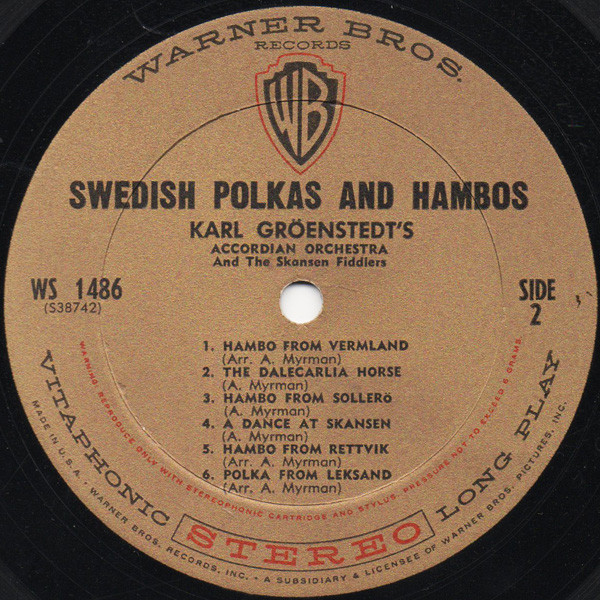 WARNER BROS.
RECORDS
WB
SWEDISH POLKAS AND HAMBOS
KARL GRÖENSTEDT'S
ACCORDIAN ORCHESTRA
And The Skansen Fiddlers
WS 1486
(S38742)
SIDE
2
1. HAMBO FROM VERMLAND
(Arr. A. Myrman)
2. THE DALECARLIA HORSE
(A. Myrman)
3. HAMBO FROM SOLLERÖ
(A. Myrman)
4. A DANCE AT SKANSEN
(A. Myrman)
5. HAMBO FROM RETTVIK
(Arr. A. Myrman)
6. POLKA FROM LEKSAND
(Arr. A. Myrman)
WARNING: REPRODUCE ONLY WITH STEREOPHONIC CARTRIDGE AND STYLUS. PRESSURE NOT TO EXCEED 6 GRAMS.
VITAPHONIC STEREO LONG PLAY
MADE IN U.S.A. • WARNER BROS. RECORDS, INC. • A SUBSIDIARY & LICENSEE OF WARNER BROS. PICTURES, INC.